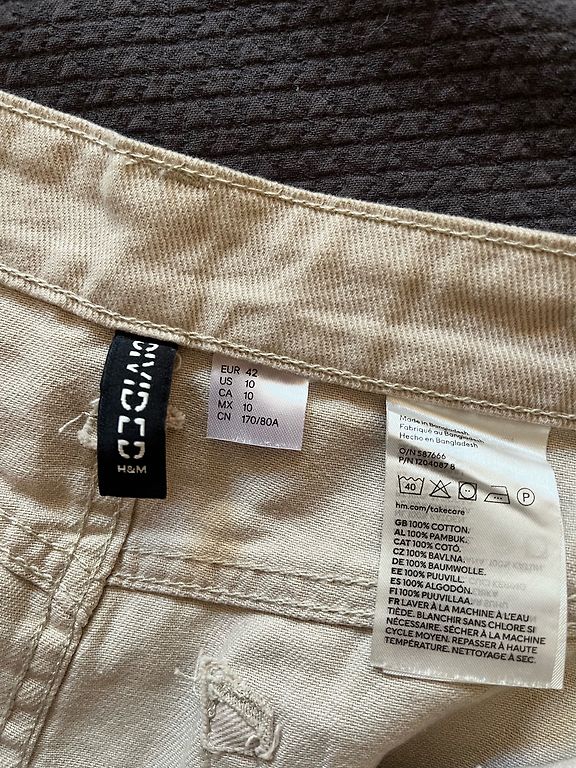 DIVIDED
H&M
EUR 42
US 10
CA 10
MX 10
CN 170/80A
Made in Bangladesh
Fabriqué au Bangladesh
Hecho en Bangladesh
O/N 587666
P/N 1204087 8
40
P
hm.com/takecare
GB 100% COTTON.
AL 100% PAMBUK.
CAT 100% COTÓ.
CZ 100% BAVLNA.
DE 100% BAUMWOLLE.
EE 100% PUUVILL.
ES 100% ALGODÓN.
FI 100% PUUVILLAA.
FR LAVER À LA MACHINE À L'EAU
TIÈDE. BLANCHIR SANS CHLORE SI
NÉCESSAIRE. SÉCHER À LA MACHINE
CYCLE MOYEN. REPASSER À HAUTE
TEMPÉRATURE. NETTOYAGE À SEC.